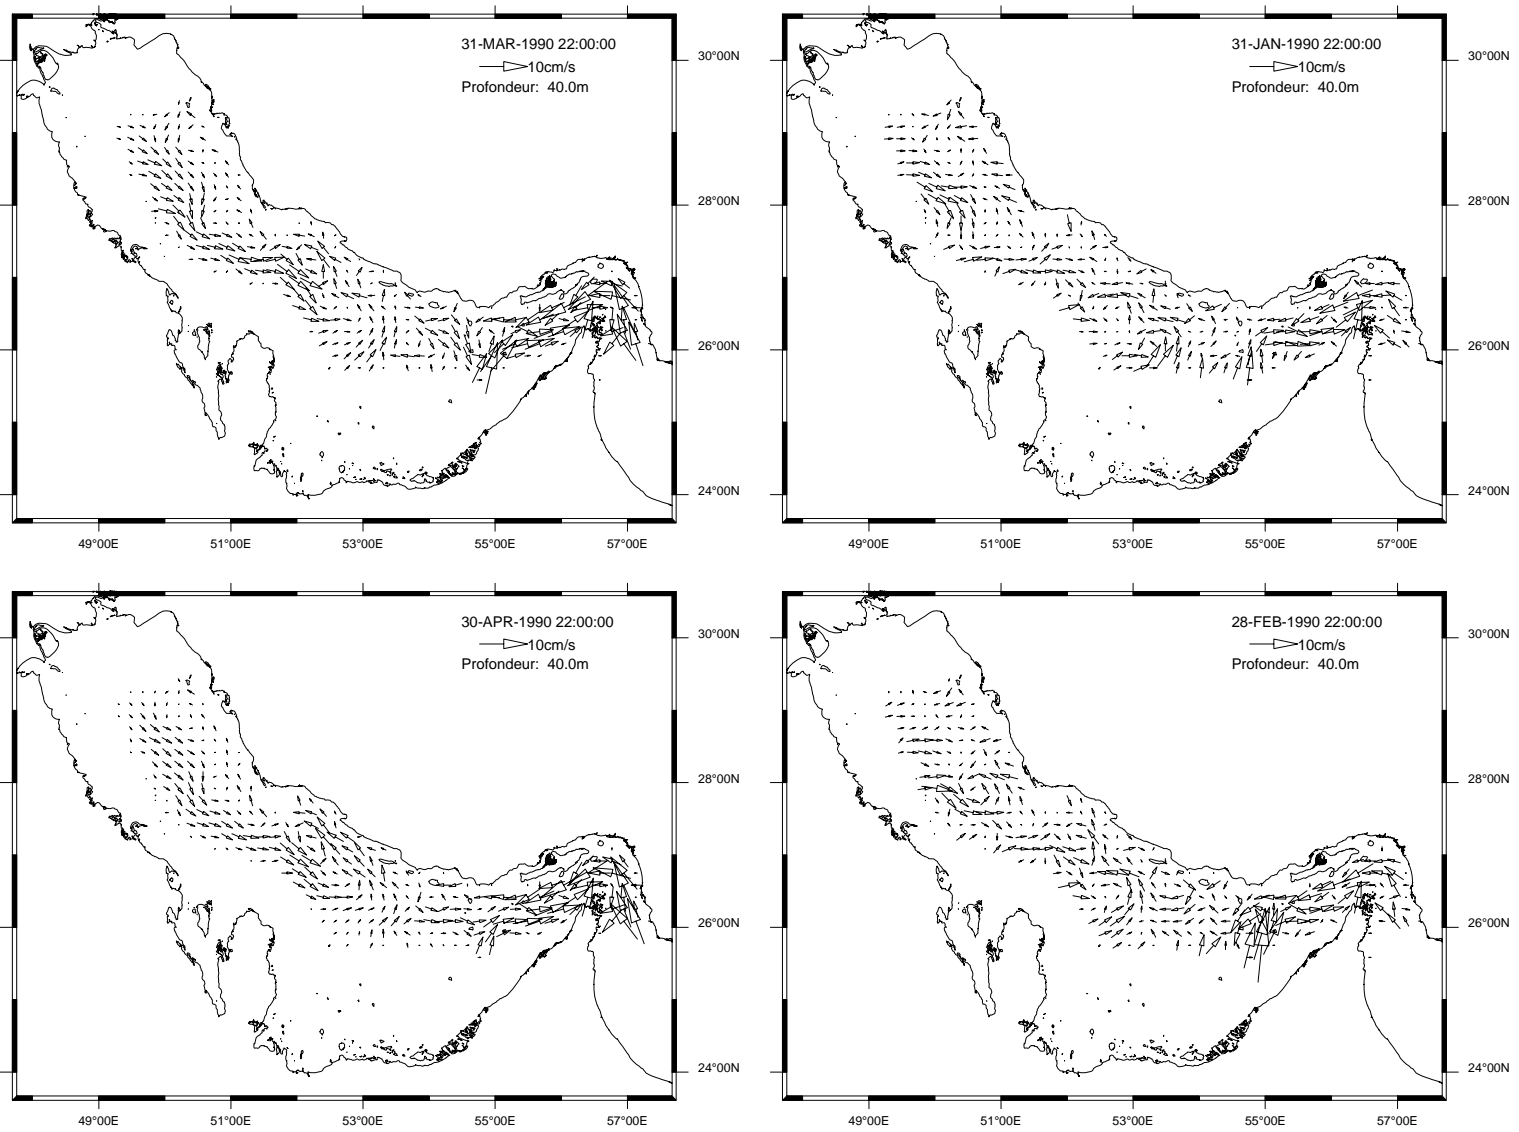 31-MAR-1990 22:00:00
10cm/s
Profondeur: 40.0m
30°00N
28°00N
26°00N
24°00N
49°00E 51°00E 53°00E 55°00E 57°00E
31-JAN-1990 22:00:00
10cm/s
Profondeur: 40.0m
30°00N
28°00N
26°00N
24°00N
49°00E 51°00E 53°00E 55°00E 57°00E
30-APR-1990 22:00:00
10cm/s
Profondeur: 40.0m
30°00N
28°00N
26°00N
24°00N
49°00E 51°00E 53°00E 55°00E 57°00E
28-FEB-1990 22:00:00
10cm/s
Profondeur: 40.0m
30°00N
28°00N
26°00N
24°00N
49°00E 51°00E 53°00E 55°00E 57°00E